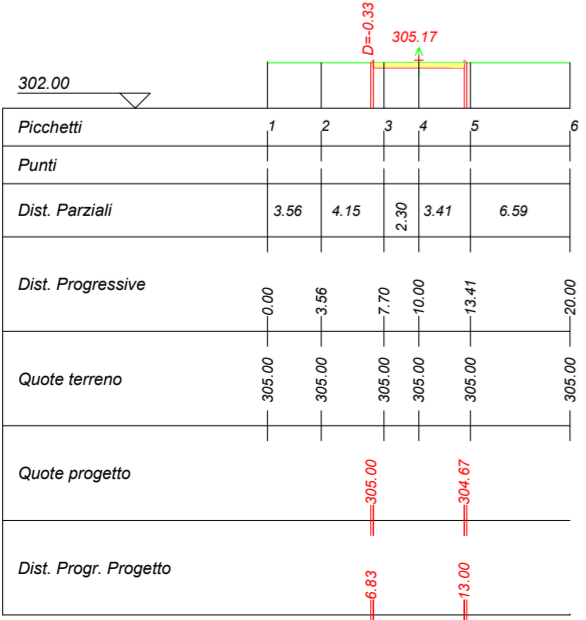 D=-0.33
305.17
302.00
Picchetti 1 2 3 4 5 6
Punti
Dist. Parziali 3.56 4.15 2.30 3.41 6.59
Dist. Progressive 0.00 3.56 7.70 10.00 13.41 20.00
Quote terreno 305.00 305.00 305.00 305.00 305.00 305.00
Quote progetto 305.00 304.67
Dist. Progr. Progetto 6.83 13.00